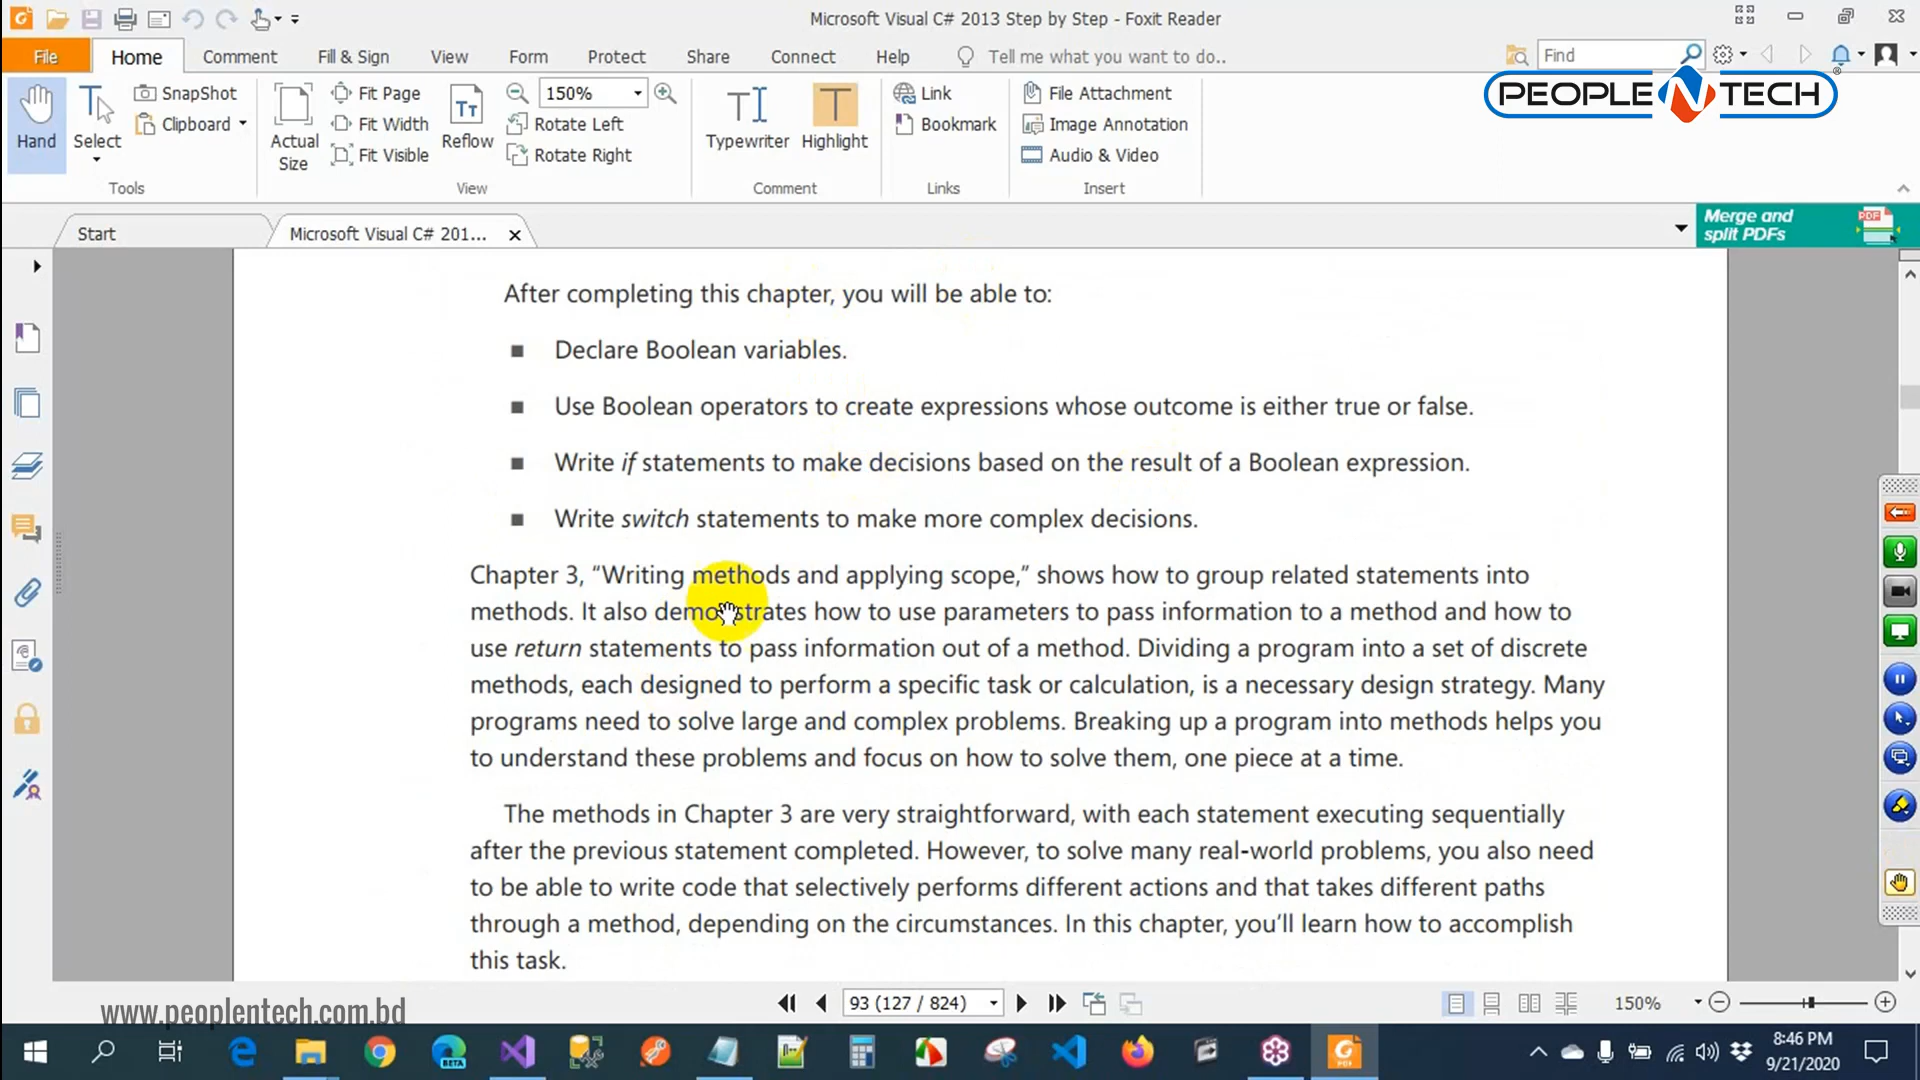 Microsoft Visual C# 2013 Step by Step - Foxit Reader
File Home Comment Fill & Sign View Form Protect Share Connect Help Tell me what you want to do.. Find
PEOPLE N TECH
Hand Select SnapShot Clipboard Actual Size Fit Page Fit Width Fit Visible Reflow 150% Rotate Left Rotate Right Typewriter Highlight Link Bookmark File Attachment Image Annotation Audio & Video
Tools View Comment Links Insert
Start Microsoft Visual C# 201...
Merge and
split PDFs
PDF
After completing this chapter, you will be able to:
■ Declare Boolean variables.
■ Use Boolean operators to create expressions whose outcome is either true or false.
■ Write if statements to make decisions based on the result of a Boolean expression.
■ Write switch statements to make more complex decisions.
Chapter 3, “Writing methods and applying scope,” shows how to group related statements into
methods. It also demonstrates how to use parameters to pass information to a method and how to
use return statements to pass information out of a method. Dividing a program into a set of discrete
methods, each designed to perform a specific task or calculation, is a necessary design strategy. Many
programs need to solve large and complex problems. Breaking up a program into methods helps you
to understand these problems and focus on how to solve them, one piece at a time.
The methods in Chapter 3 are very straightforward, with each statement executing sequentially
after the previous statement completed. However, to solve many real-world problems, you also need
to be able to write code that selectively performs different actions and that takes different paths
through a method, depending on the circumstances. In this chapter, you’ll learn how to accomplish
this task.
www.peoplentech.com.bd
93 (127 / 824)
150%
BETA
8:46 PM
9/21/2020